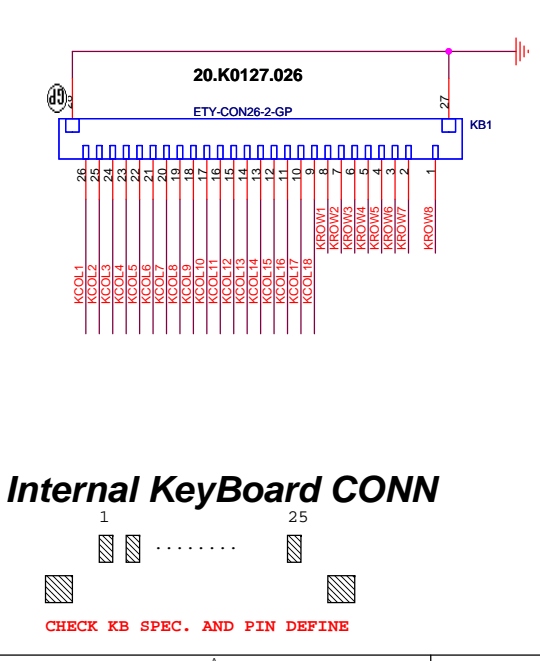 20.K0127.026
GP
28
27
ETY-CON26-2-GP
KB1
26 25 24 23 22 21 20 19 18 17 16 15 14 13 12 11 10 9 8 7 6 5 4 3 2 1
KROW1 KROW2 KROW3 KROW4 KROW5 KROW6 KROW7 KROW8
KCOL1 KCOL2 KCOL3 KCOL4 KCOL5 KCOL6 KCOL7 KCOL8 KCOL9 KCOL10 KCOL11 KCOL12 KCOL13 KCOL14 KCOL15 KCOL16 KCOL17 KCOL18
Internal KeyBoard CONN
1 25
........
CHECK KB SPEC. AND PIN DEFINE